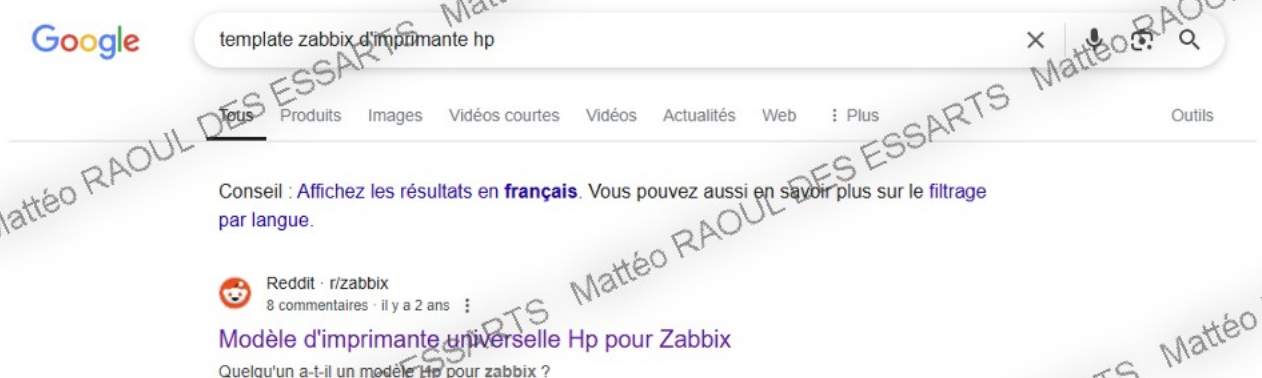 Google
template zabbix d'imprimante hp
Tous Produits Images Vidéos courtes Vidéos Actualités Web Plus Outils
Conseil : Affichez les résultats en français. Vous pouvez aussi en savoir plus sur le filtrage
par langue.
Reddit · r/zabbix
8 commentaires · il y a 2 ans
Modèle d'imprimante universelle Hp pour Zabbix
Quelqu'un a-t-il un modèle Hp pour zabbix ?
Mattéo RAOUL DES ESSARTS
Mattéo RAOUL DES ESSARTS
Mattéo